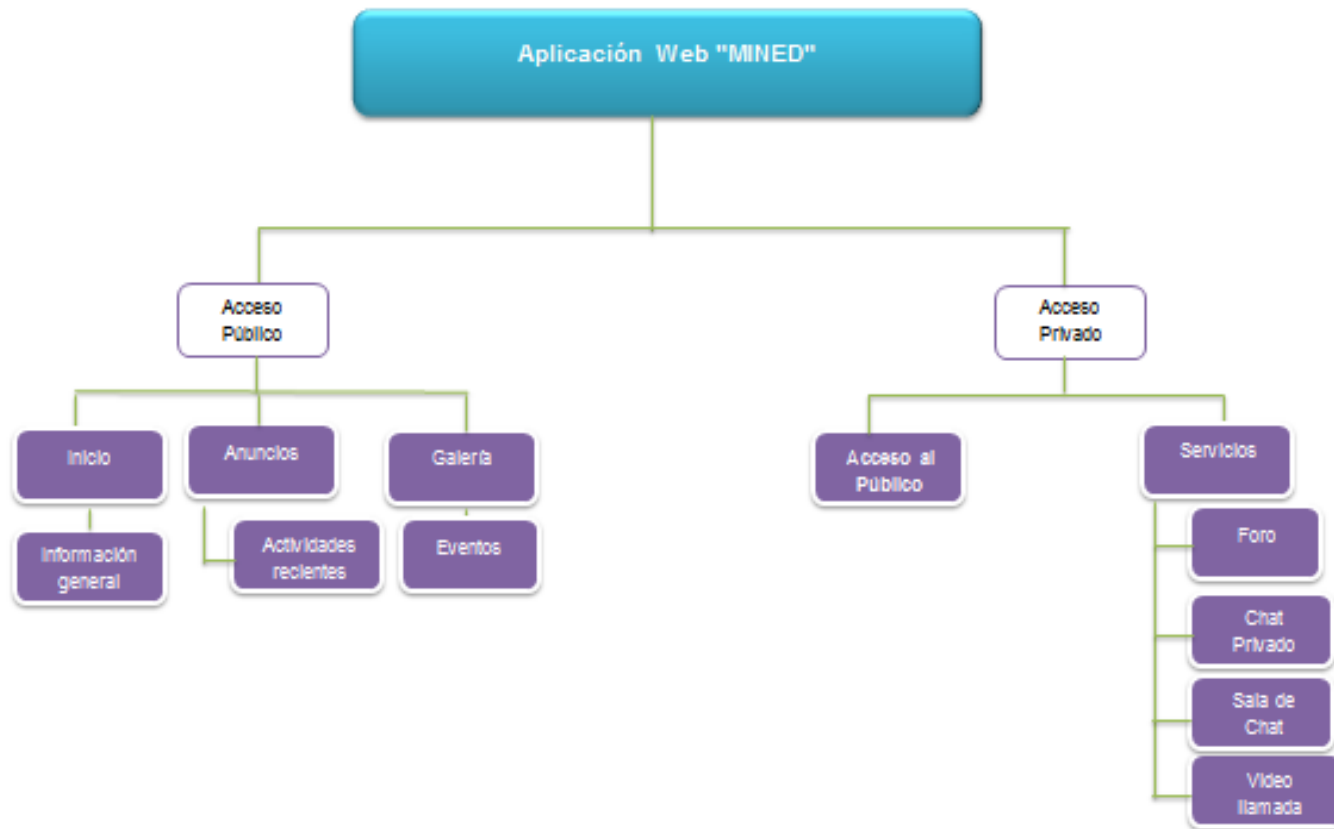 Aplicación Web "MINED"
Acceso
Público
Acceso
Privado
Inicio
Anuncios
Galería
Acceso al
Público
Servicios
Información
general
Actividades
recientes
Eventos
Foro
Chat
Privado
Sala de
Chat
Video
llamada